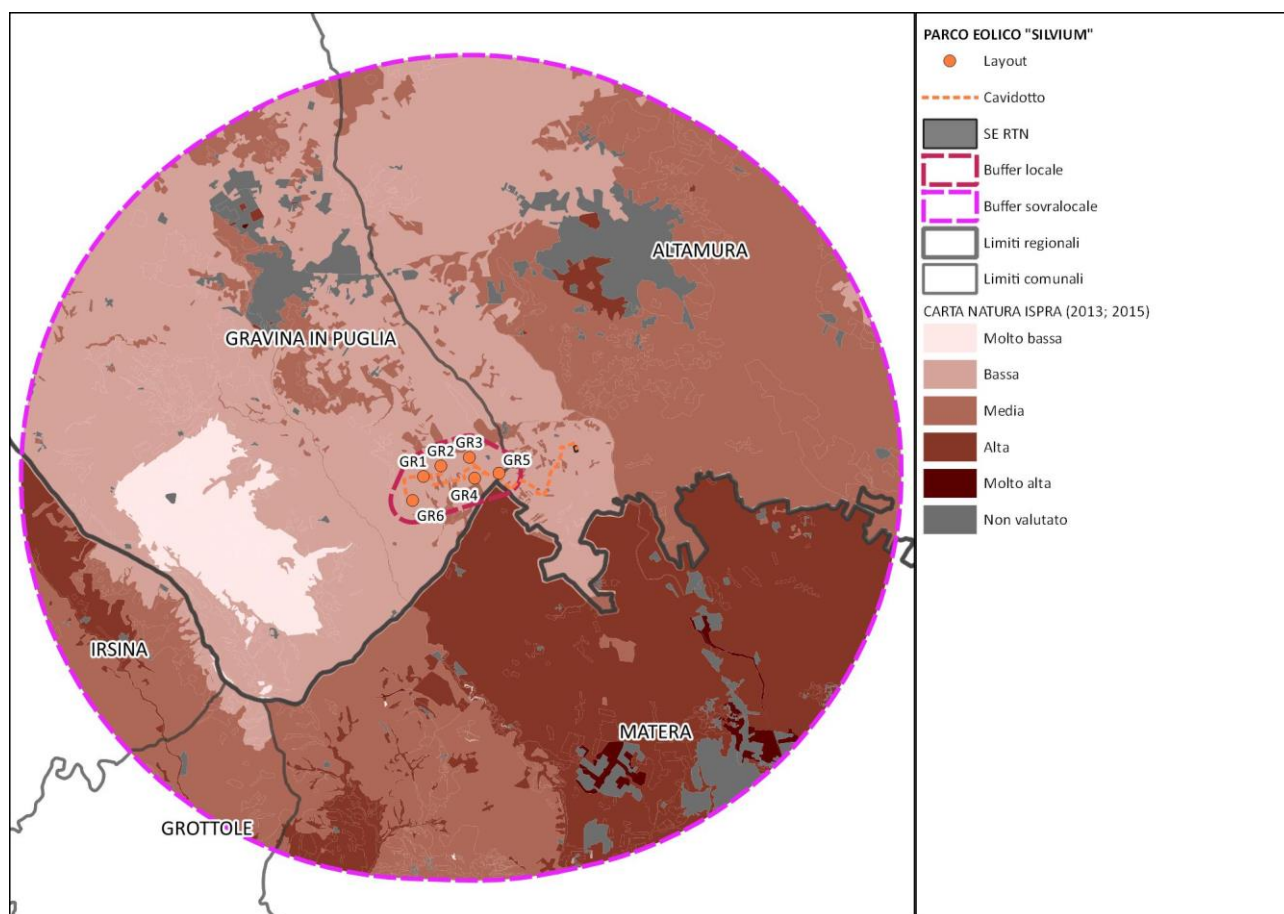 ALTAMURA
GRAVINA IN PUGLIA
GR3
GR2
GR1
GR5
GR4
GR6
IRSINA
MATERA
GROTTOLE
PARCO EOLICO "SILVIUM"
Layout
Cavidotto
SE RTN
Buffer locale
Buffer sovralocale
Limiti regionali
Limiti comunali
CARTA NATURA ISPRA (2013; 2015)
Molto bassa
Bassa
Media
Alta
Molto alta
Non valutato